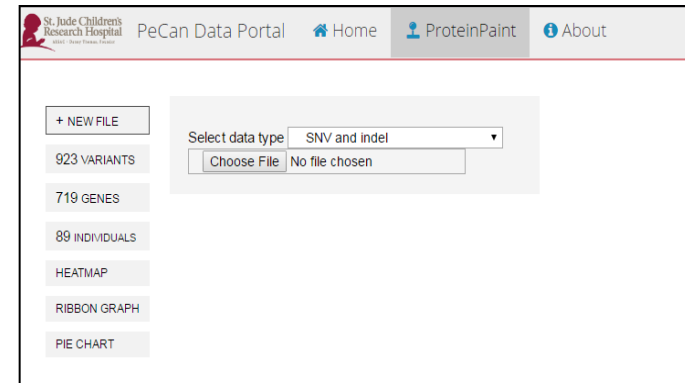 St. Jude Children's
Research Hospital
PeCan Data Portal
Home
ProteinPaint
About
+ NEW FILE
923 VARIANTS
719 GENES
89 INDIVIDUALS
HEATMAP
RIBBON GRAPH
PIE CHART
Select data type SNV and indel
Choose File No file chosen